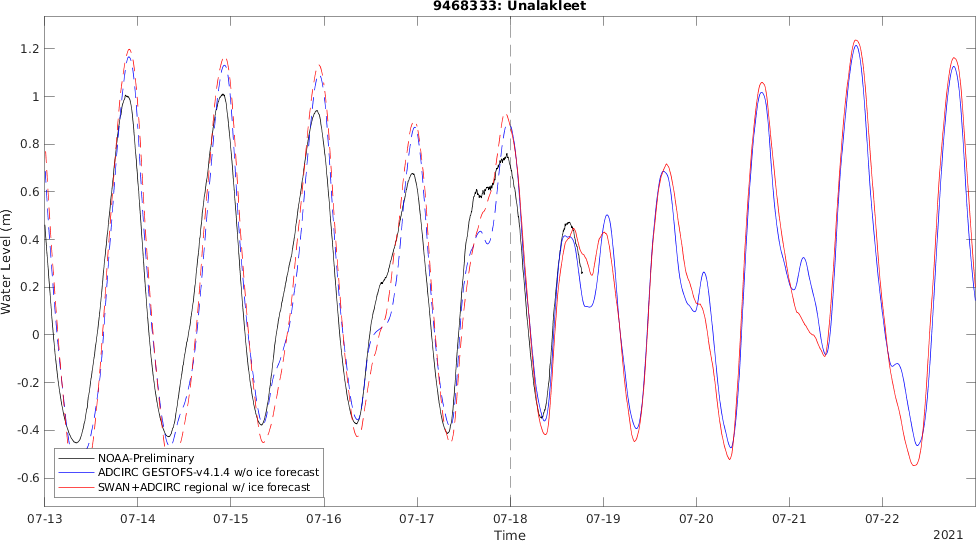 9468333: Unalakleet
1.2
1
0.8
0.6
0.4
0.2
0
-0.2
-0.4
-0.6
Water Level (m)
NOAA-Preliminary
ADCIRC GESTOFS-v4.1.4 w/o ice forecast
SWAN+ADCIRC regional w/ ice forecast
07-13 07-14 07-15 07-16 07-17 07-18 07-19 07-20 07-21 07-22
Time
2021